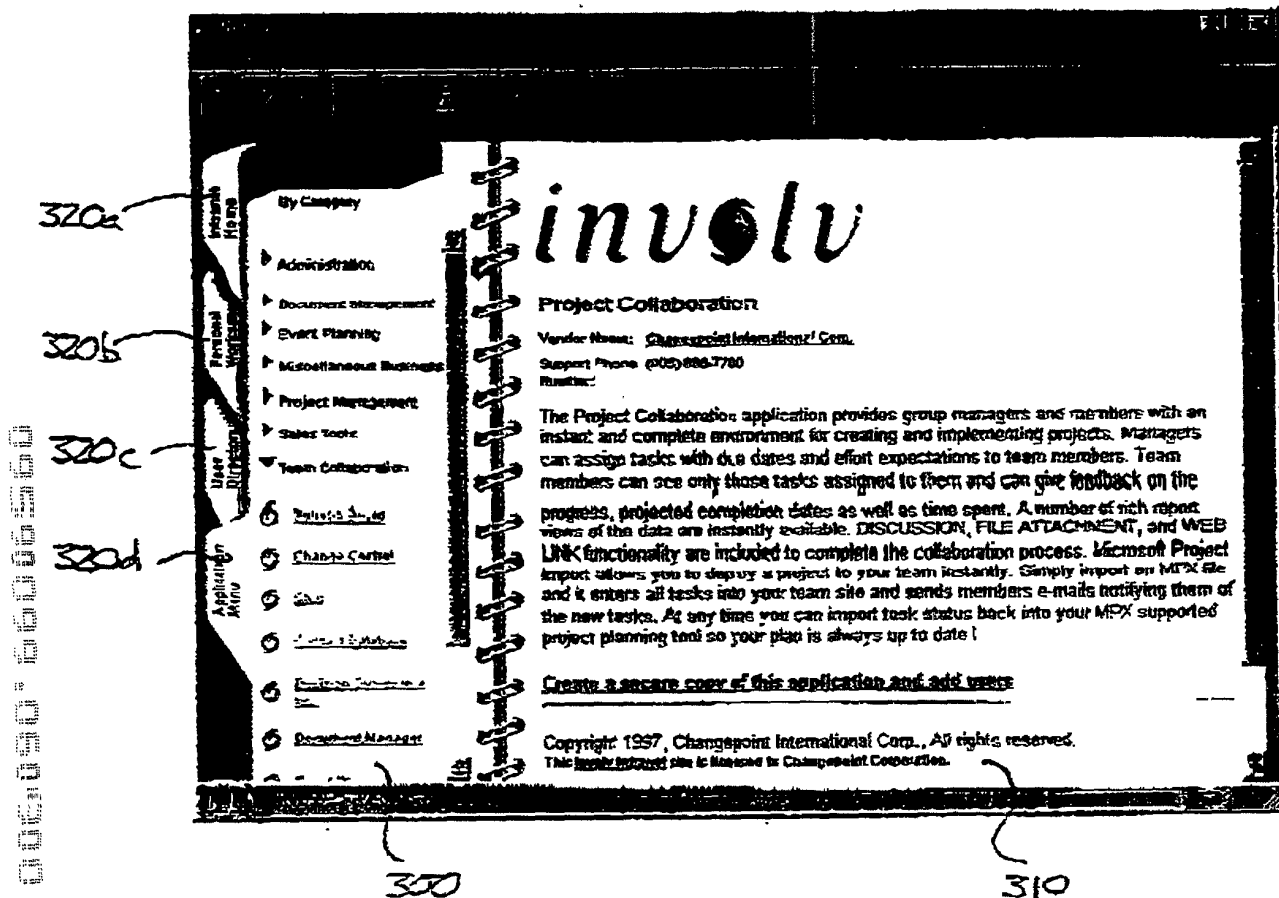 320a
Intranet Home
320b
Personal
320c
User
320d
Application Menu
By Category
Administration
Document Management
Event Planning
Miscellaneous Business
Project Management
Sales Tools
Team Collaboration
Change Control
Document Manager
350
involv
Project Collaboration
Vendor Name: Changepoint International Corp.
Support Phone
Number:
The Project Collaboration application provides group managers and members with an
instant and complete environment for creating and implementing projects. Managers
can assign tasks with due dates and effort expectations to team members. Team
members can see only those tasks assigned to them and can give feedback on the
progress, projected completion dates as well as time spent. A number of rich report
views of the data are instantly available. DISCUSSION, FILE ATTACHMENT, and WEB
LINK functionality are included to complete the collaboration process. Microsoft Project
import allows you to deploy a project to your team instantly. Simply import an MPX file
and it enters all tasks into your team site and sends members e-mails notifying them of
the new tasks. At any time you can import task status back into your MPX supported
project planning tool so your plan is always up to date !
Create a secure copy of this application and add users
Copyright 1997, Changepoint International Corp., All rights reserved.
This involv Intranet site is licensed to Changepoint Corporation.
310